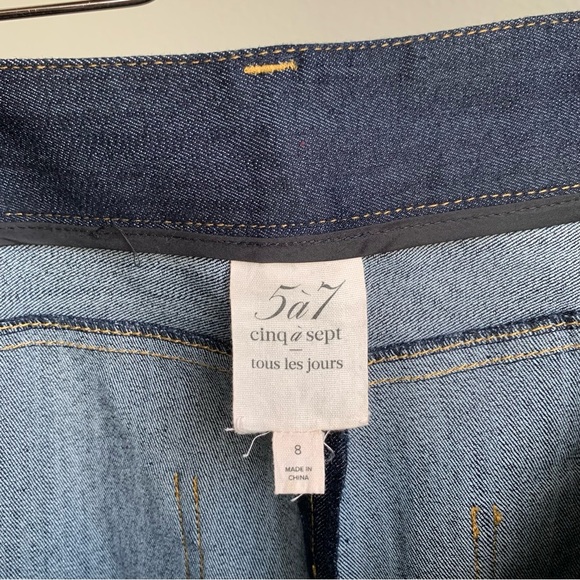 5à7
cinq à sept
tous les jours
8
MADE IN
CHINA